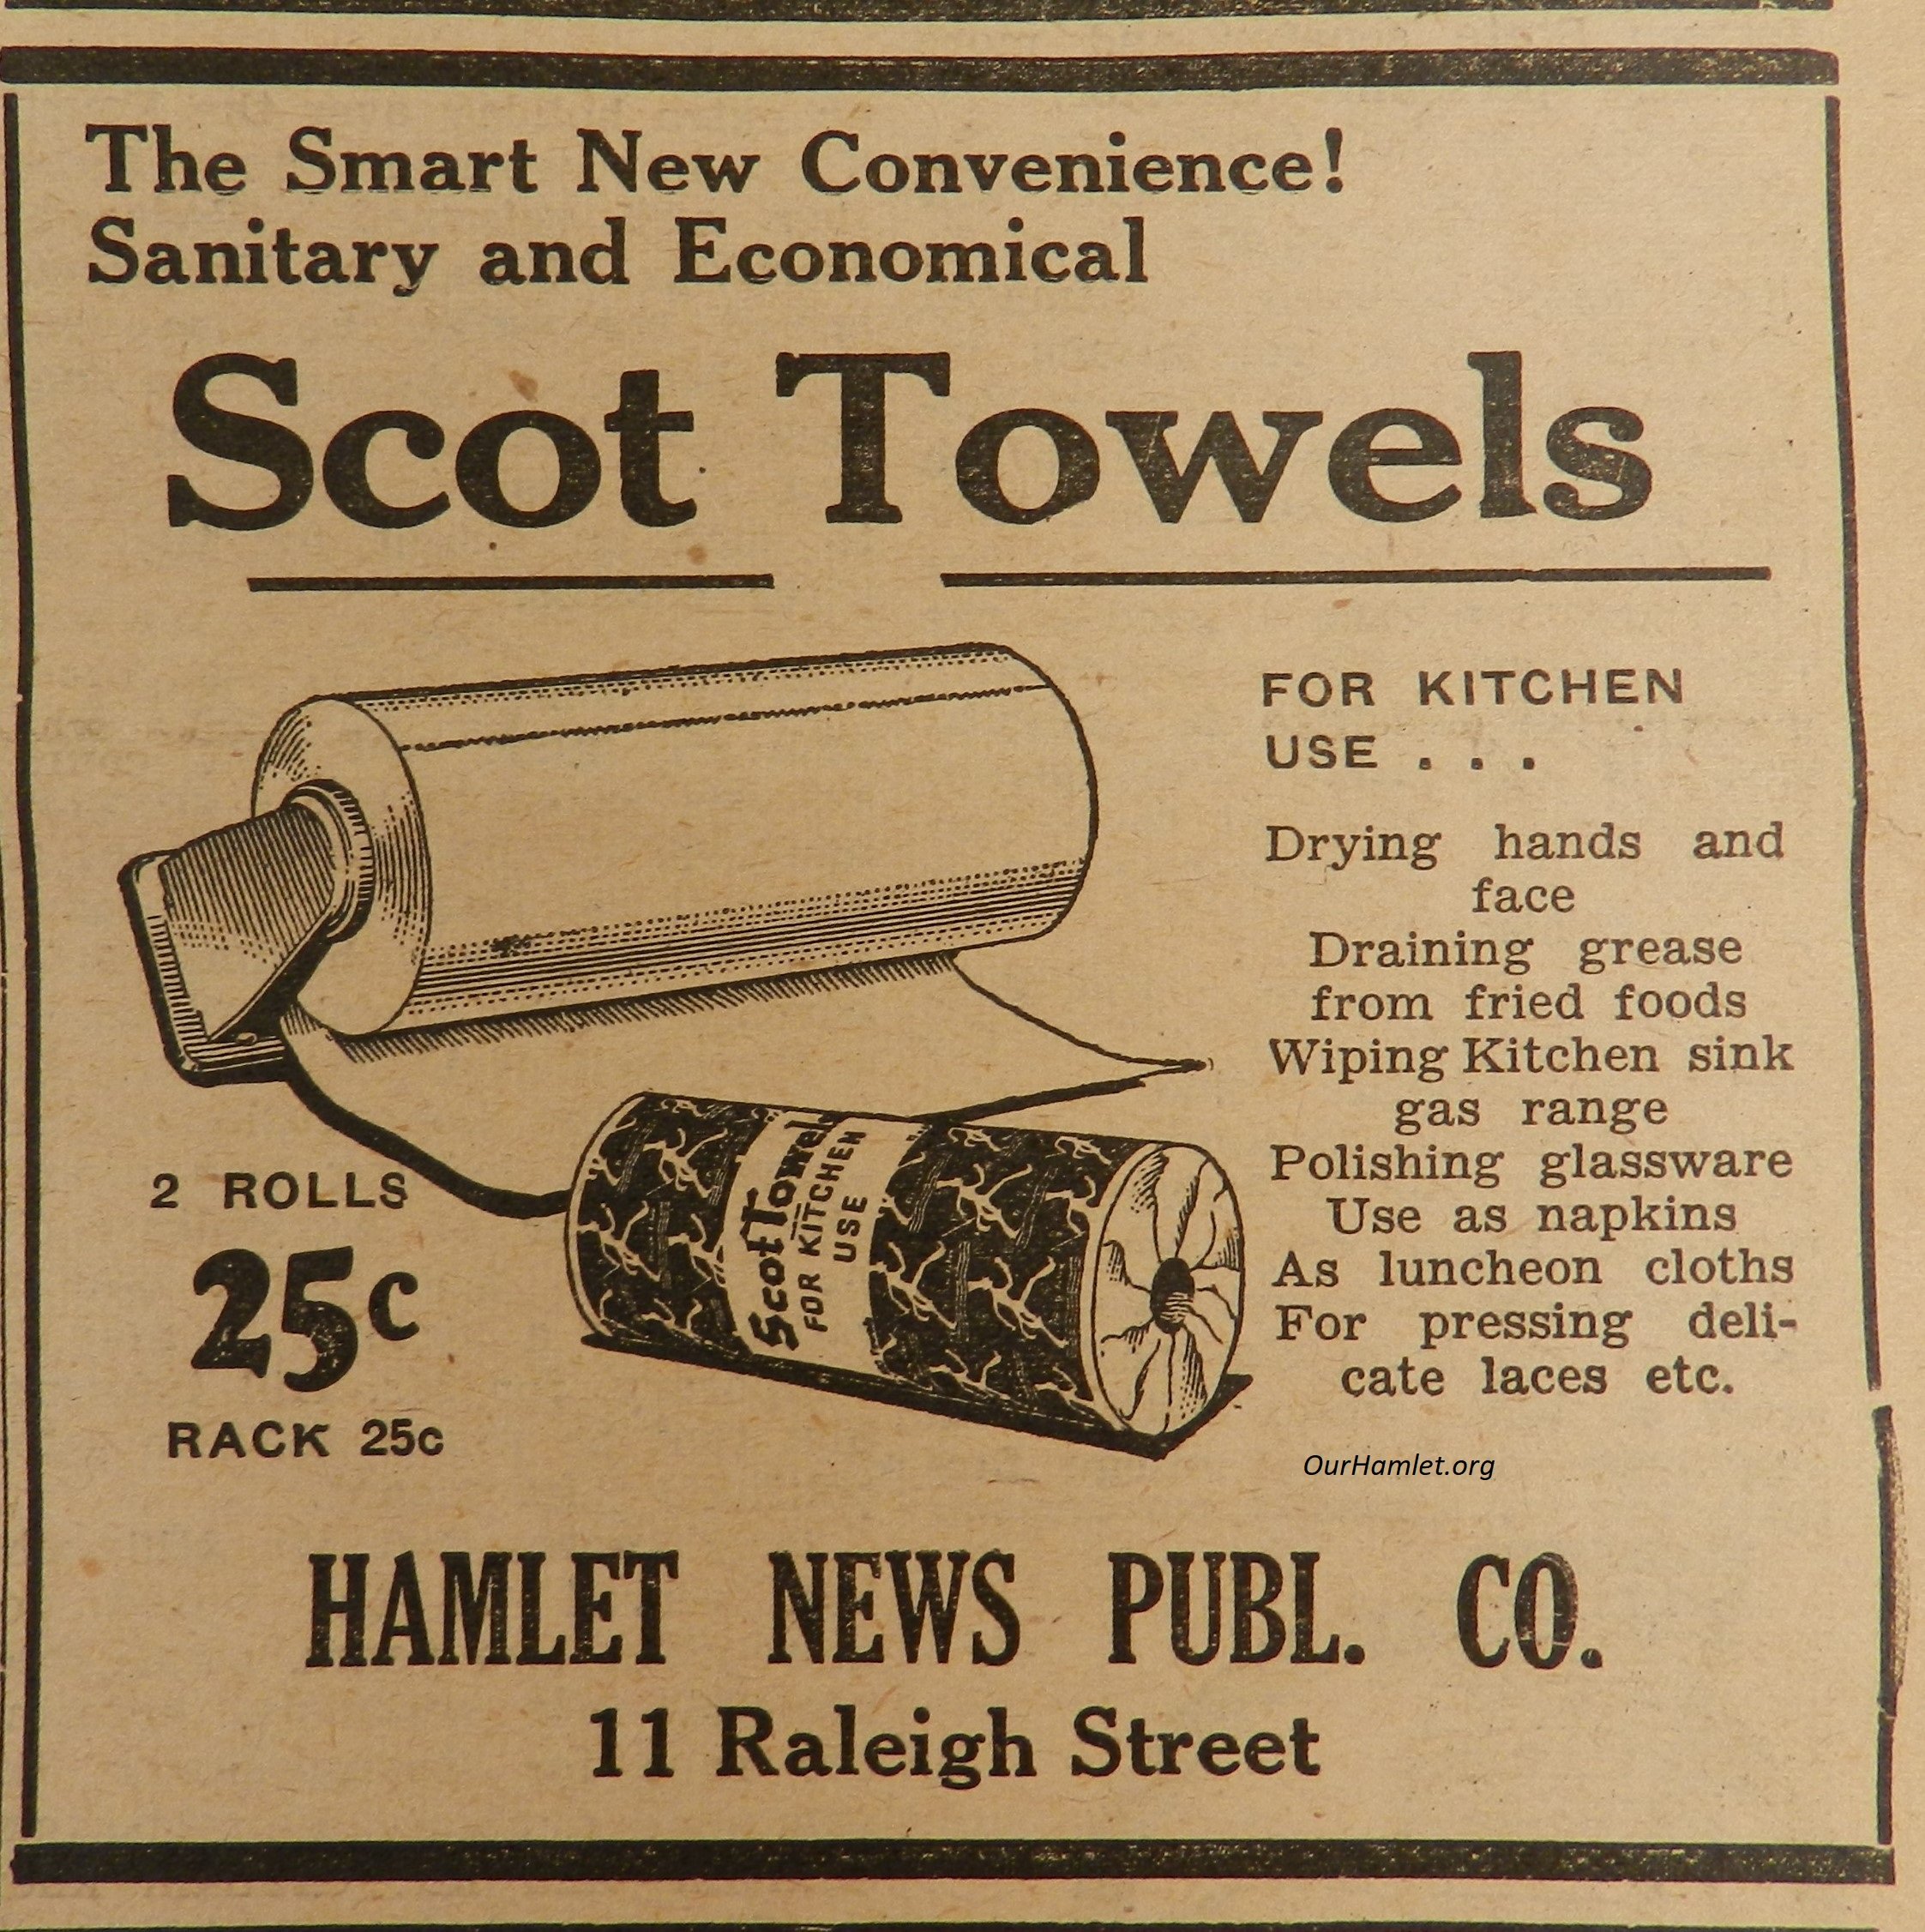 The Smart New Convenience!
Sanitary and Economical
Scot Towels
FOR KITCHEN
USE . . .
Drying hands and
face
Draining grease
from fried foods
Wiping Kitchen sink
gas range
Polishing glassware
Use as napkins
As luncheon cloths
For pressing deli-
cate laces etc.
ScotTowels
FOR KITCHEN
USE
2 ROLLS
25c
RACK 25c
OurHamlet.org
HAMLET NEWS PUBL. CO.
11 Raleigh Street